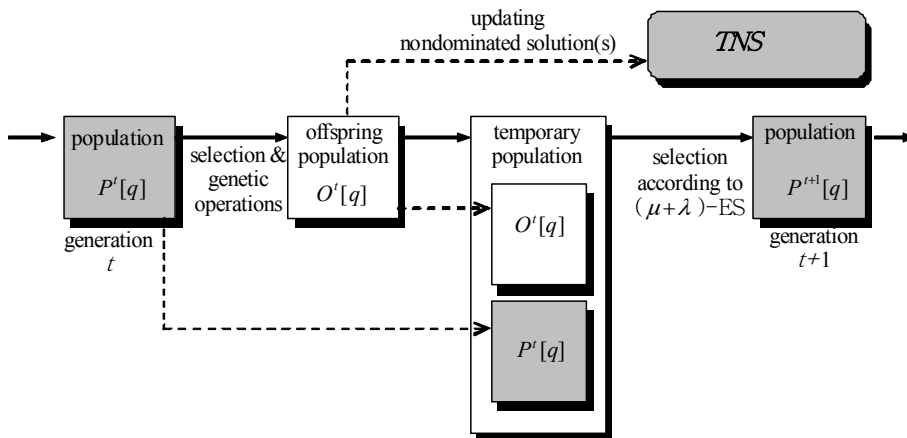 updating
nondominated solution(s)
TNS
population
P^t[q]
generation
t
selection &
genetic
operations
offspring
population
O^t[q]
temporary
population
O^t[q]
P^t[q]
selection
according to
(μ+λ)-ES
population
P^{t+1}[q]
generation
t+1